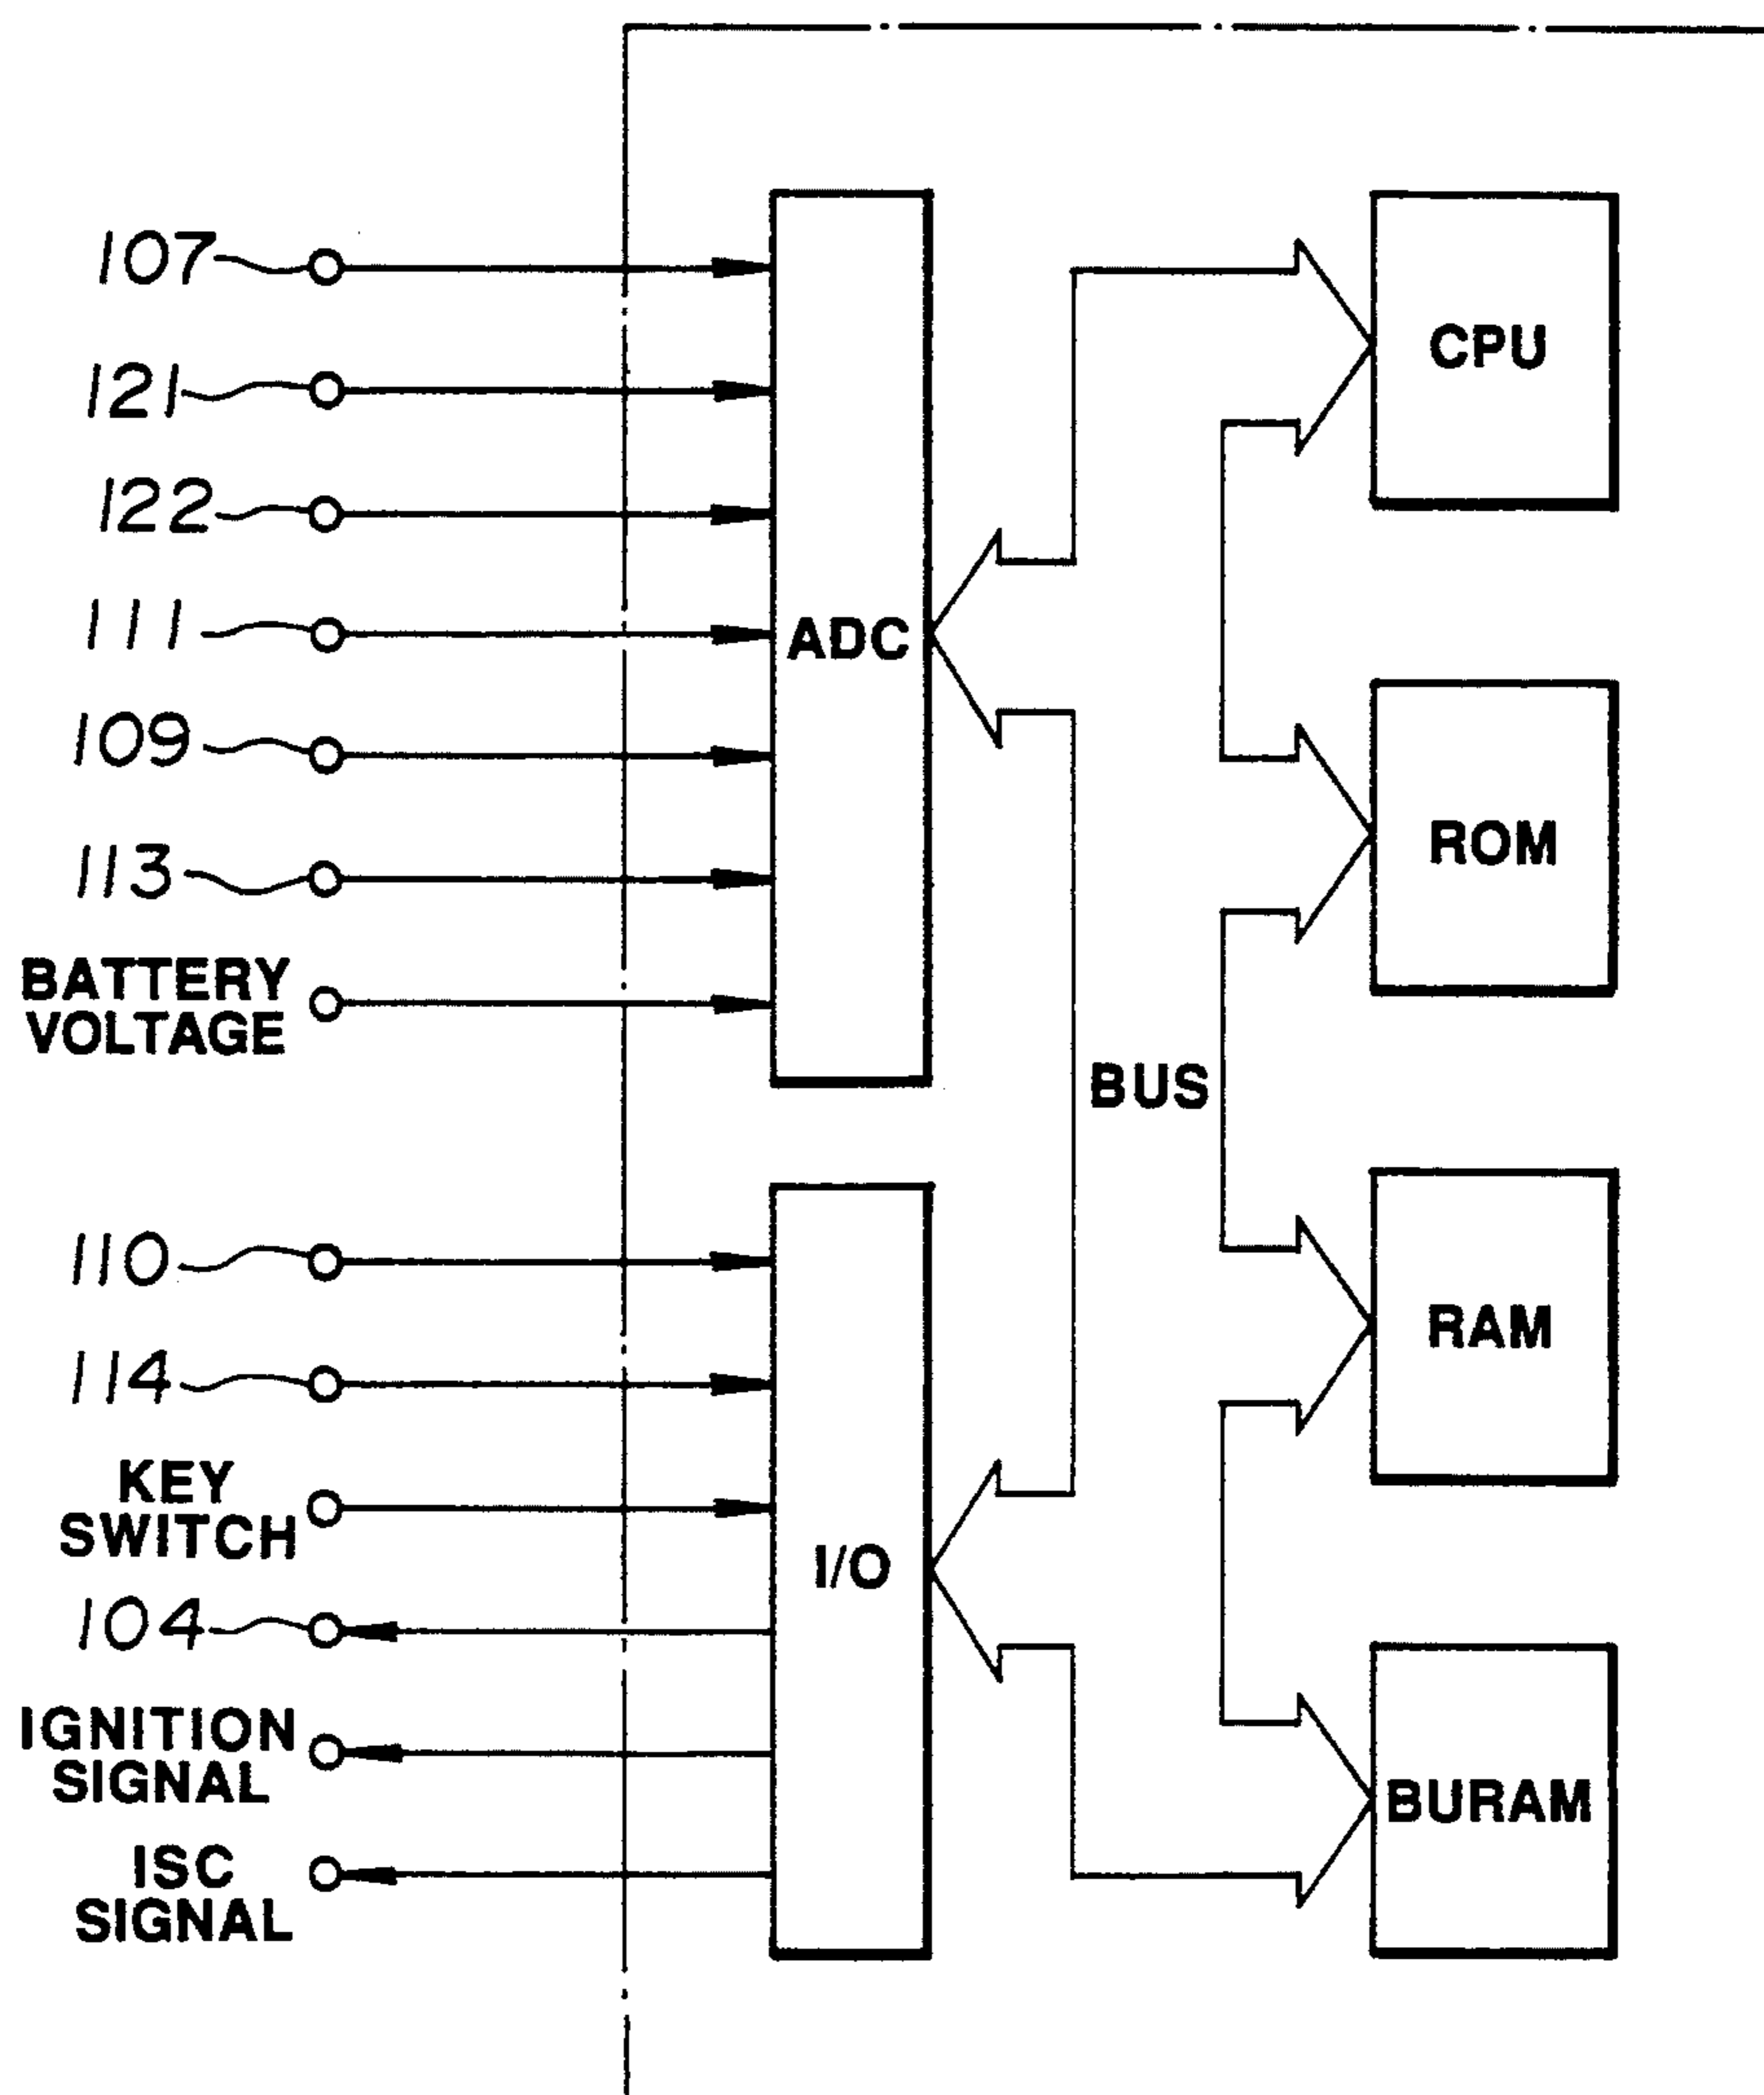 107
121
122
111
109
113
BATTERY
VOLTAGE
110
114
KEY
SWITCH
104
IGNITION
SIGNAL
ISC
SIGNAL
ADC
I/O
BUS
CPU
ROM
RAM
BURAM